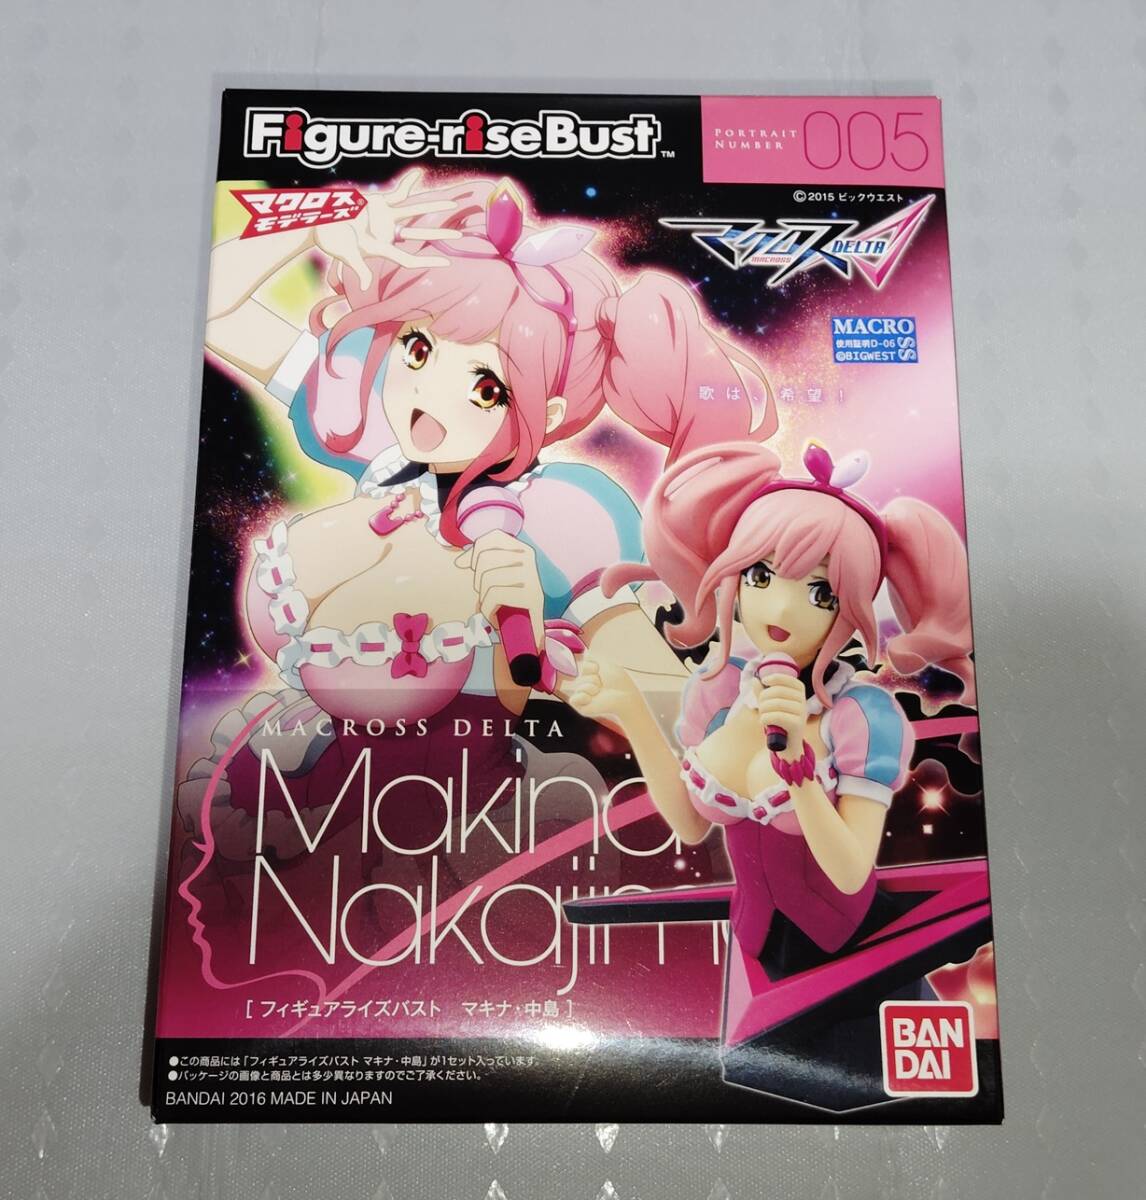 Figure-riseBust™
PORTRAIT
NUMBER
005
©2015 ビックウエスト
マクロス®
モデラーズ
マクロス DELTA
MACROSS
MACROSS
使用証明D-06
©BIGWEST
歌は、希望!
MACROSS DELTA
Makina
Nakajima
[ フィギュアライズバスト マキナ・中島 ]
●この商品には「フィギュアライズバスト マキナ・中島」が1セット入っています。
●パッケージの画像と商品とは多少異なりますのでご了承ください。
BANDAI 2016 MADE IN JAPAN
BAN
DAI